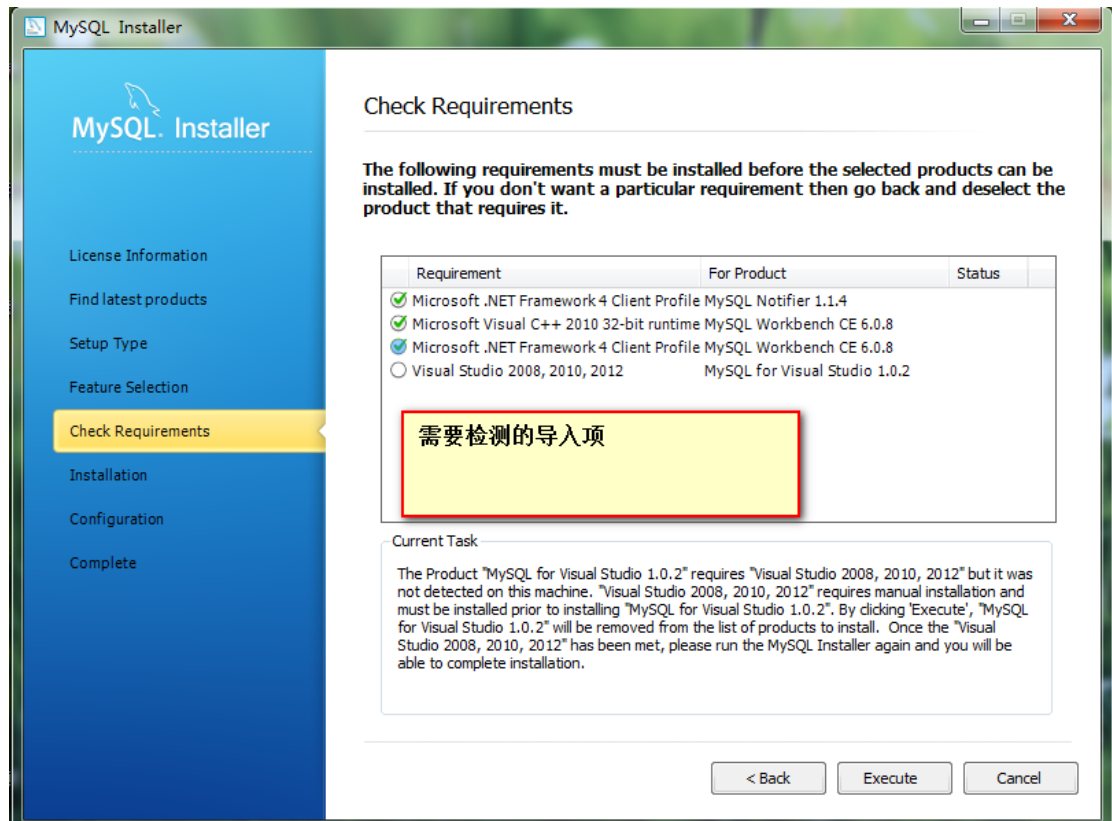 MySQL Installer
MySQL. Installer
License Information
Find latest products
Setup Type
Feature Selection
Check Requirements
Installation
Configuration
Complete
Check Requirements
The following requirements must be installed before the selected products can be
installed. If you don't want a particular requirement then go back and deselect the
product that requires it.
Requirement For Product Status
Microsoft .NET Framework 4 Client Profile MySQL Notifier 1.1.4
Microsoft Visual C++ 2010 32-bit runtime MySQL Workbench CE 6.0.8
Microsoft .NET Framework 4 Client Profile MySQL Workbench CE 6.0.8
Visual Studio 2008, 2010, 2012 MySQL for Visual Studio 1.0.2
需要检测的导入项
Current Task
The Product "MySQL for Visual Studio 1.0.2" requires "Visual Studio 2008, 2010, 2012" but it was
not detected on this machine. "Visual Studio 2008, 2010, 2012" requires manual installation and
must be installed prior to installing "MySQL for Visual Studio 1.0.2". By clicking 'Execute', "MySQL
for Visual Studio 1.0.2" will be removed from the list of products to install. Once the "Visual
Studio 2008, 2010, 2012" has been met, please run the MySQL Installer again and you will be
able to complete installation.
< Back Execute Cancel